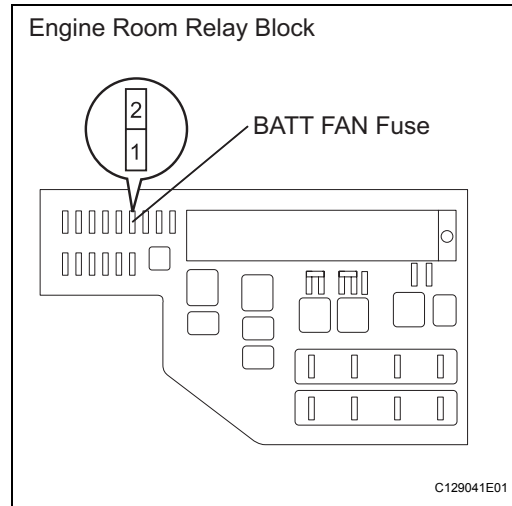 Engine Room Relay Block
2
1
BATT FAN Fuse
C129041E01